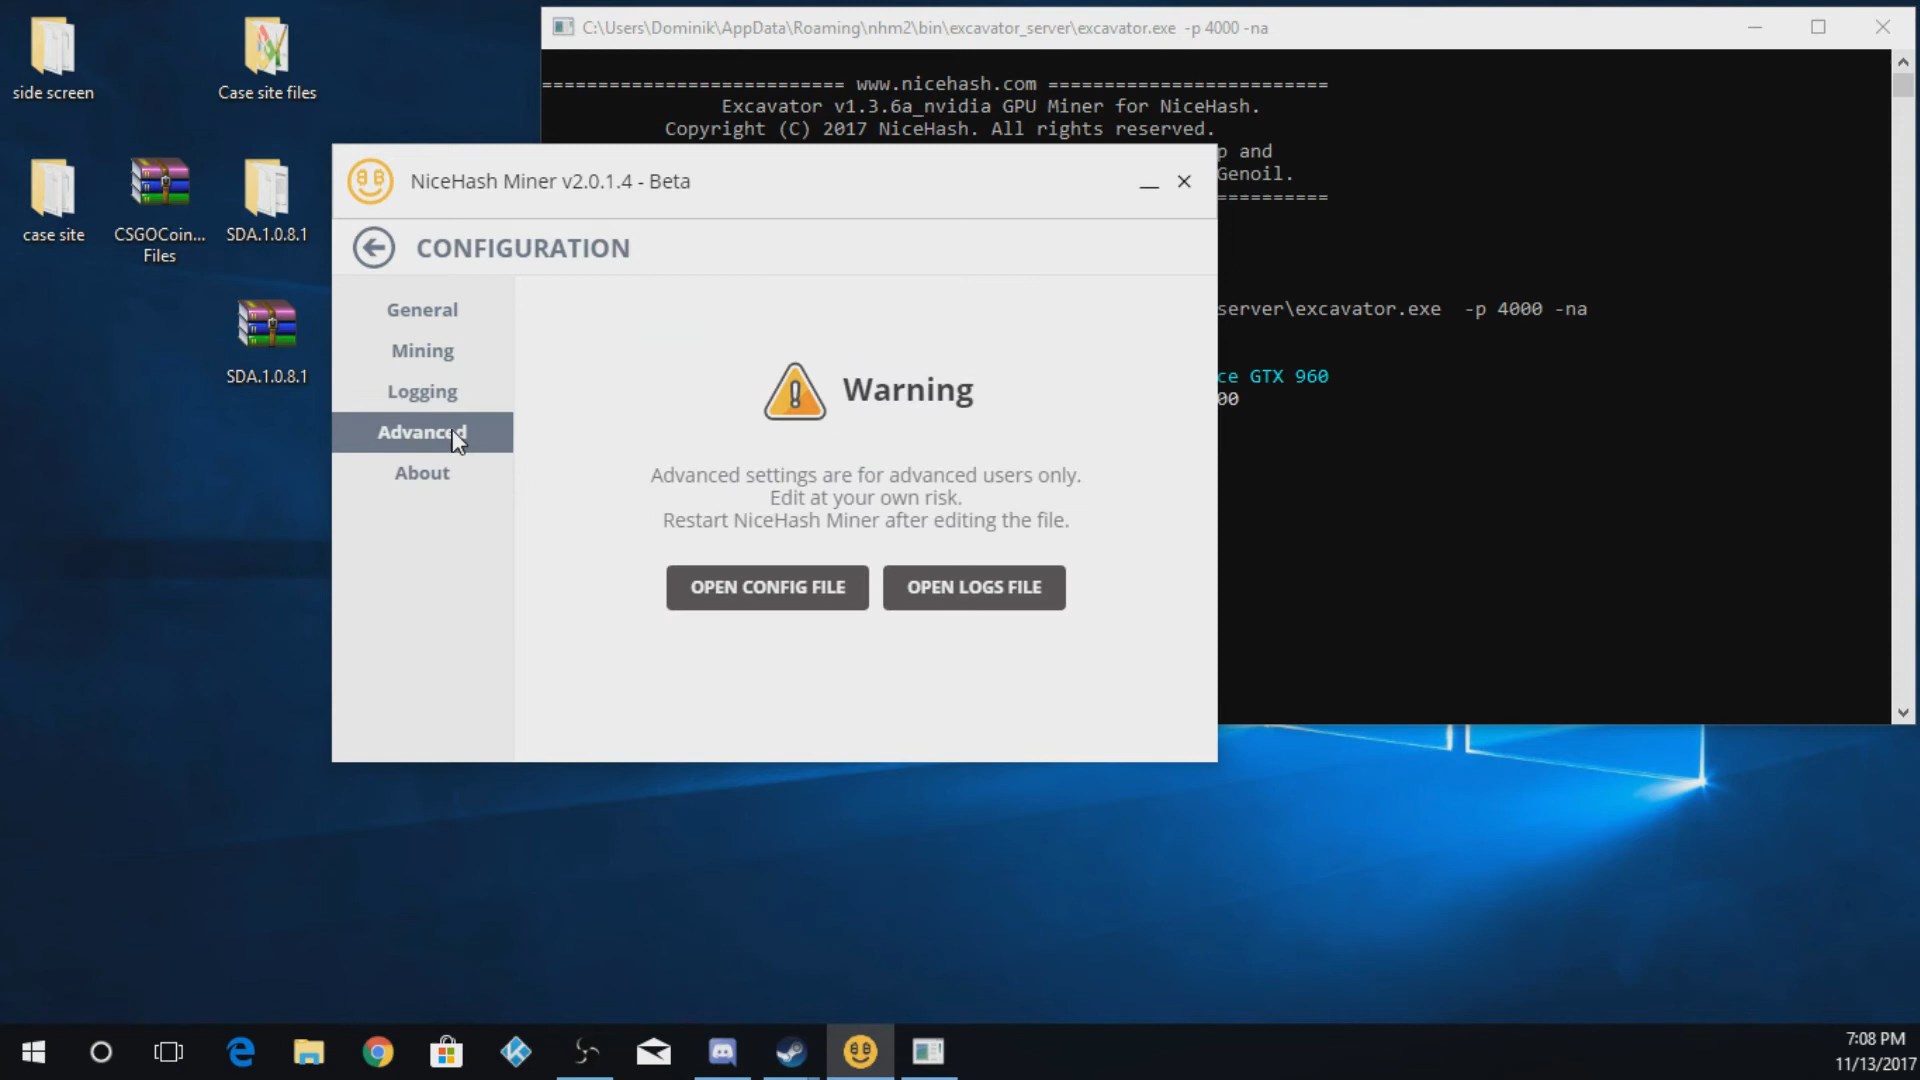 side screen
Case site files
case site
CSGOCoin...
Files
SDA.1.0.8.1
SDA.1.0.8.1
C:\Users\Dominik\AppData\Roaming\nhm2\bin\excavator_server\excavator.exe -p 4000 -na
========================== www.nicehash.com ========================
Excavator v1.3.6a_nvidia GPU Miner for NiceHash.
Copyright (C) 2017 NiceHash. All rights reserved.
p and
Genoil.
==========
server\excavator.exe -p 4000 -na
ce GTX 960
00
NiceHash Miner v2.0.1.4 - Beta
CONFIGURATION
General
Mining
Logging
Advanced
About
Warning
Advanced settings are for advanced users only.
Edit at your own risk.
Restart NiceHash Miner after editing the file.
OPEN CONFIG FILE
OPEN LOGS FILE
7:08 PM
11/13/2017